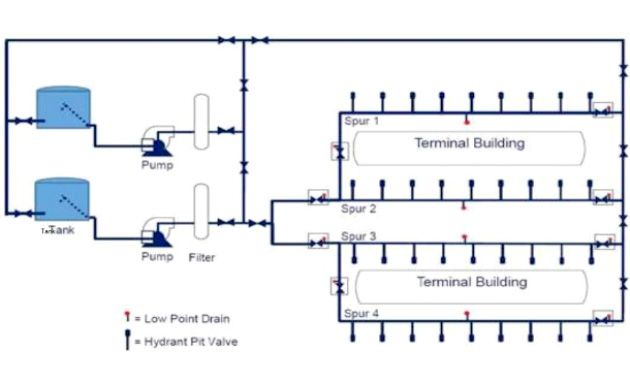 Spur 1
Terminal Building
Pump
Spur 2
Tank
Spur 3
Pump
Filter
Terminal Building
Spur 4
= Low Point Drain
= Hydrant Pit Valve